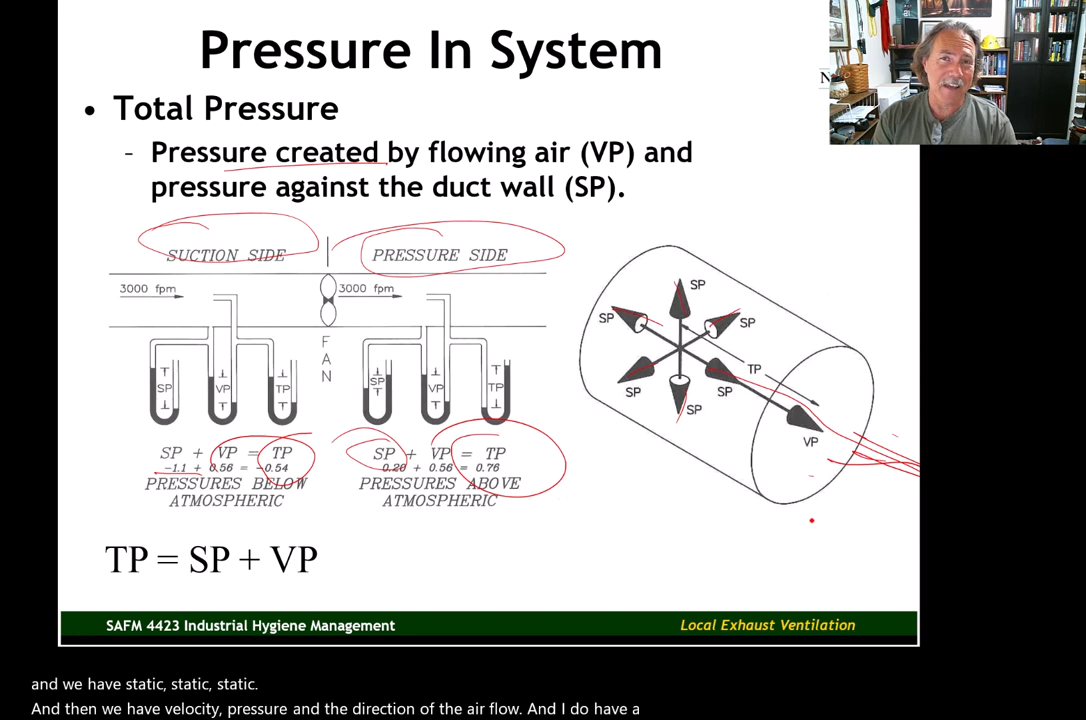 Pressure In System
N
• Total Pressure
– Pressure created by flowing air (VP) and
pressure against the duct wall (SP).
SUCTION SIDE
PRESSURE SIDE
3000 fpm
3000 fpm
FAN
SP
VP
TP
SP
VP
TP
SP + VP = TP
-1.1 + 0.56 = -0.54
PRESSURES BELOW
ATMOSPHERIC
SP + VP = TP
0.20 + 0.56 = 0.76
PRESSURES ABOVE
ATMOSPHERIC
SP
SP
SP
TP
SP
SP
SP
VP
TP = SP + VP
SAFM 4423 Industrial Hygiene Management
Local Exhaust Ventilation
and we have static, static, static.
And then we have velocity, pressure and the direction of the air flow. And I do have a